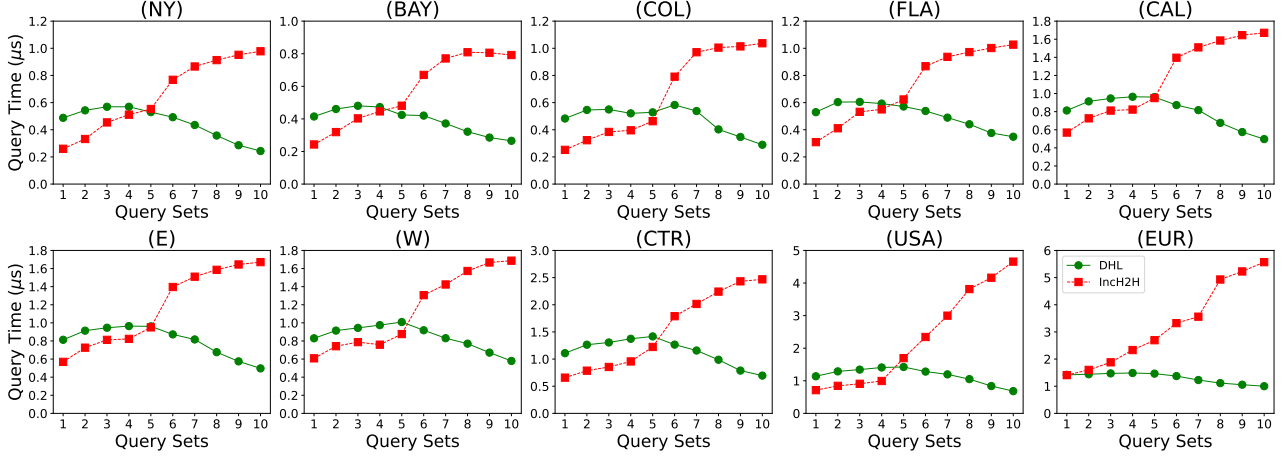 (NY) (BAY) (COL) (FLA) (CAL)
Query Time (μs)
1.2 1.0 0.8 0.6 0.4 0.2 0.0
1.0 0.8 0.6 0.4 0.2 0.0
1.2 1.0 0.8 0.6 0.4 0.2 0.0
1.2 1.0 0.8 0.6 0.4 0.2 0.0
1.8 1.6 1.4 1.2 1.0 0.8 0.6 0.4 0.2 0.0
1 2 3 4 5 6 7 8 9 10
1 2 3 4 5 6 7 8 9 10
1 2 3 4 5 6 7 8 9 10
1 2 3 4 5 6 7 8 9 10
1 2 3 4 5 6 7 8 9 10
Query Sets Query Sets Query Sets Query Sets Query Sets
(E) (W) (CTR) (USA) (EUR)
Query Time (μs)
1.8 1.6 1.4 1.2 1.0 0.8 0.6 0.4 0.2 0.0
1.8 1.6 1.4 1.2 1.0 0.8 0.6 0.4 0.2 0.0
3.0 2.5 2.0 1.5 1.0 0.5 0.0
5 4 3 2 1 0
6 5 4 3 2 1 0
DHL
IncH2H
1 2 3 4 5 6 7 8 9 10
1 2 3 4 5 6 7 8 9 10
1 2 3 4 5 6 7 8 9 10
1 2 3 4 5 6 7 8 9 10
1 2 3 4 5 6 7 8 9 10
Query Sets Query Sets Query Sets Query Sets Query Sets